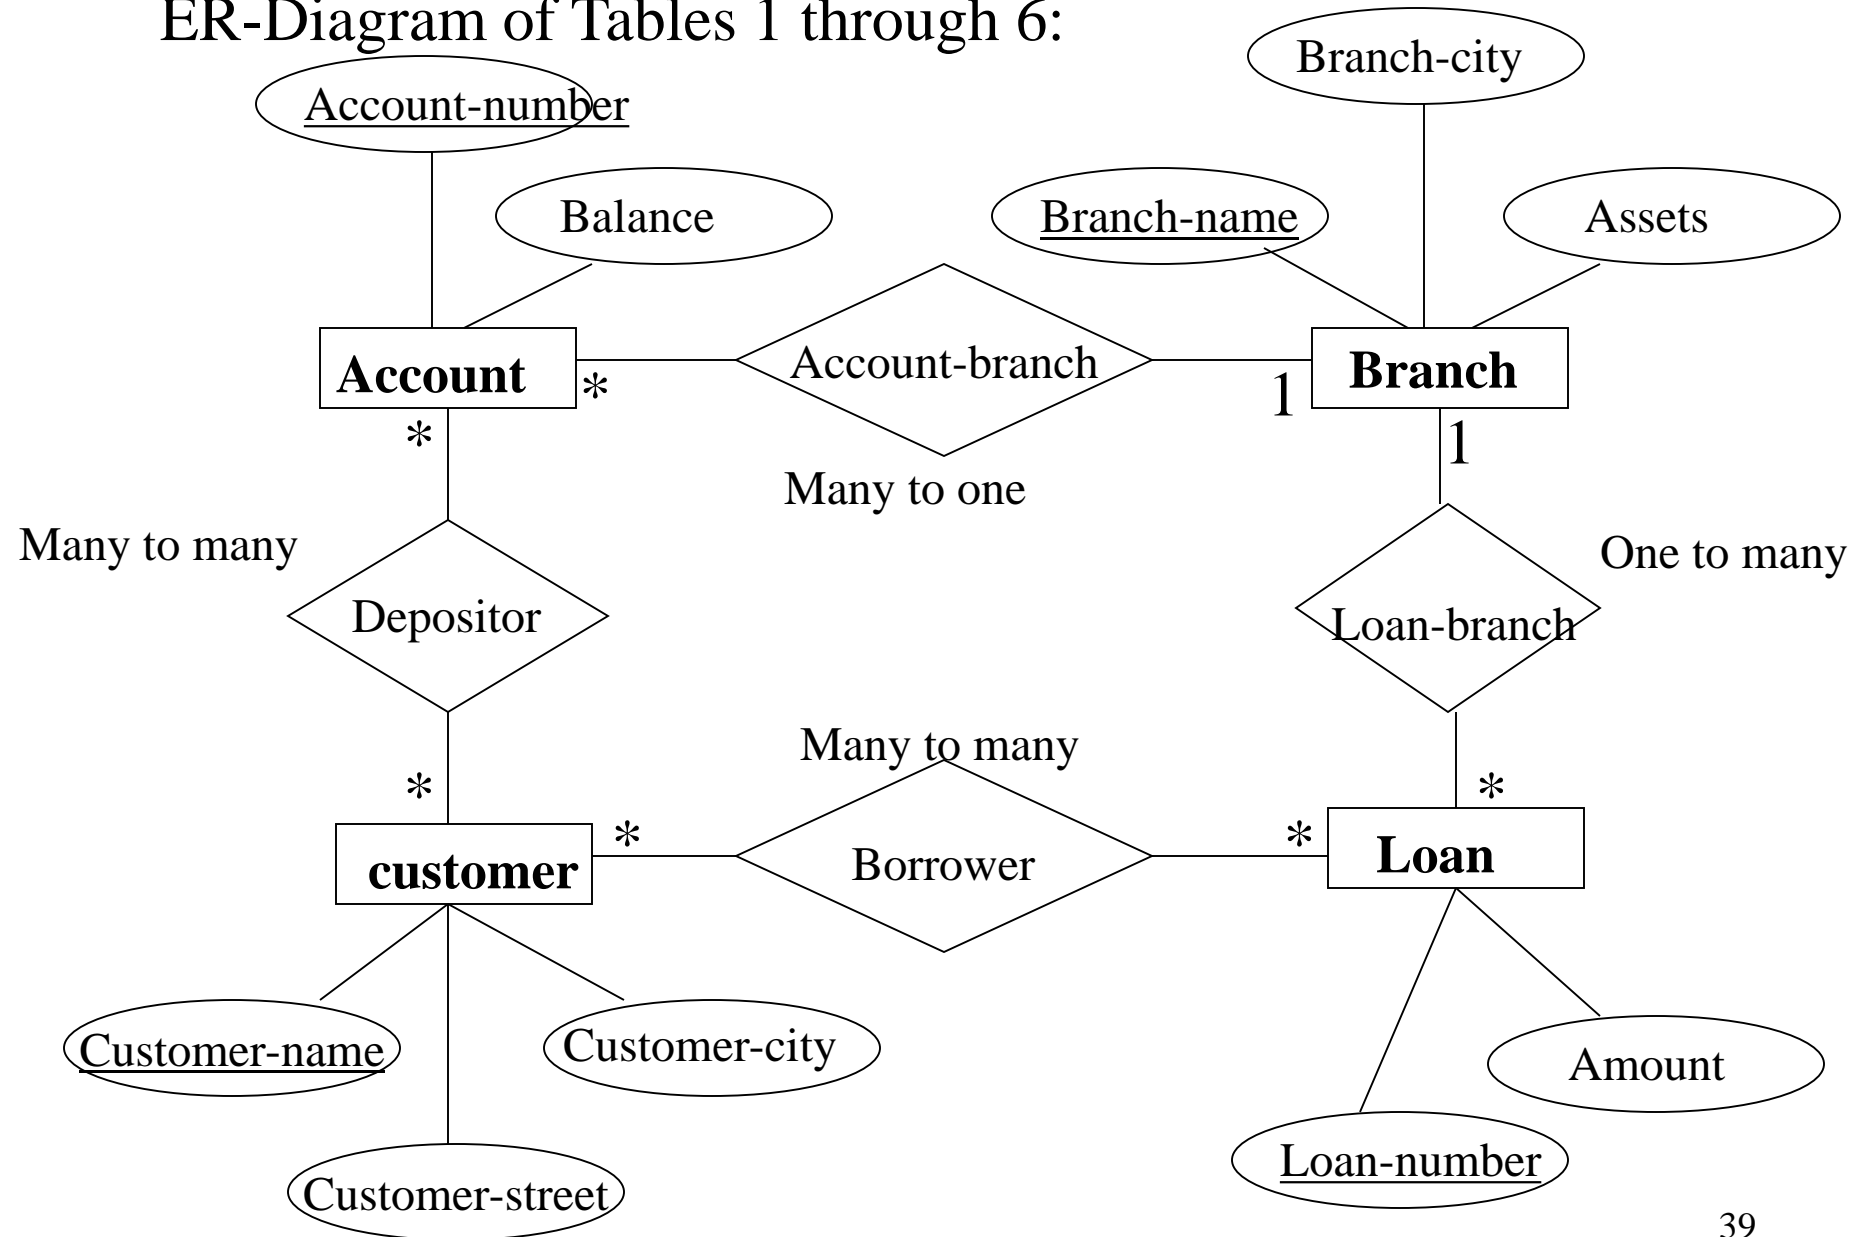 ER-Diagram of Tables 1 through 6:
Branch-city
Account-number
Balance
Branch-name
Assets
Account
*
Account-branch
1
Branch
*
1
Many to one
Many to many
One to many
Depositor
Loan-branch
Many to many
*
*
customer
*
Borrower
*
Loan
Customer-name
Customer-city
Amount
Customer-street
Loan-number
39